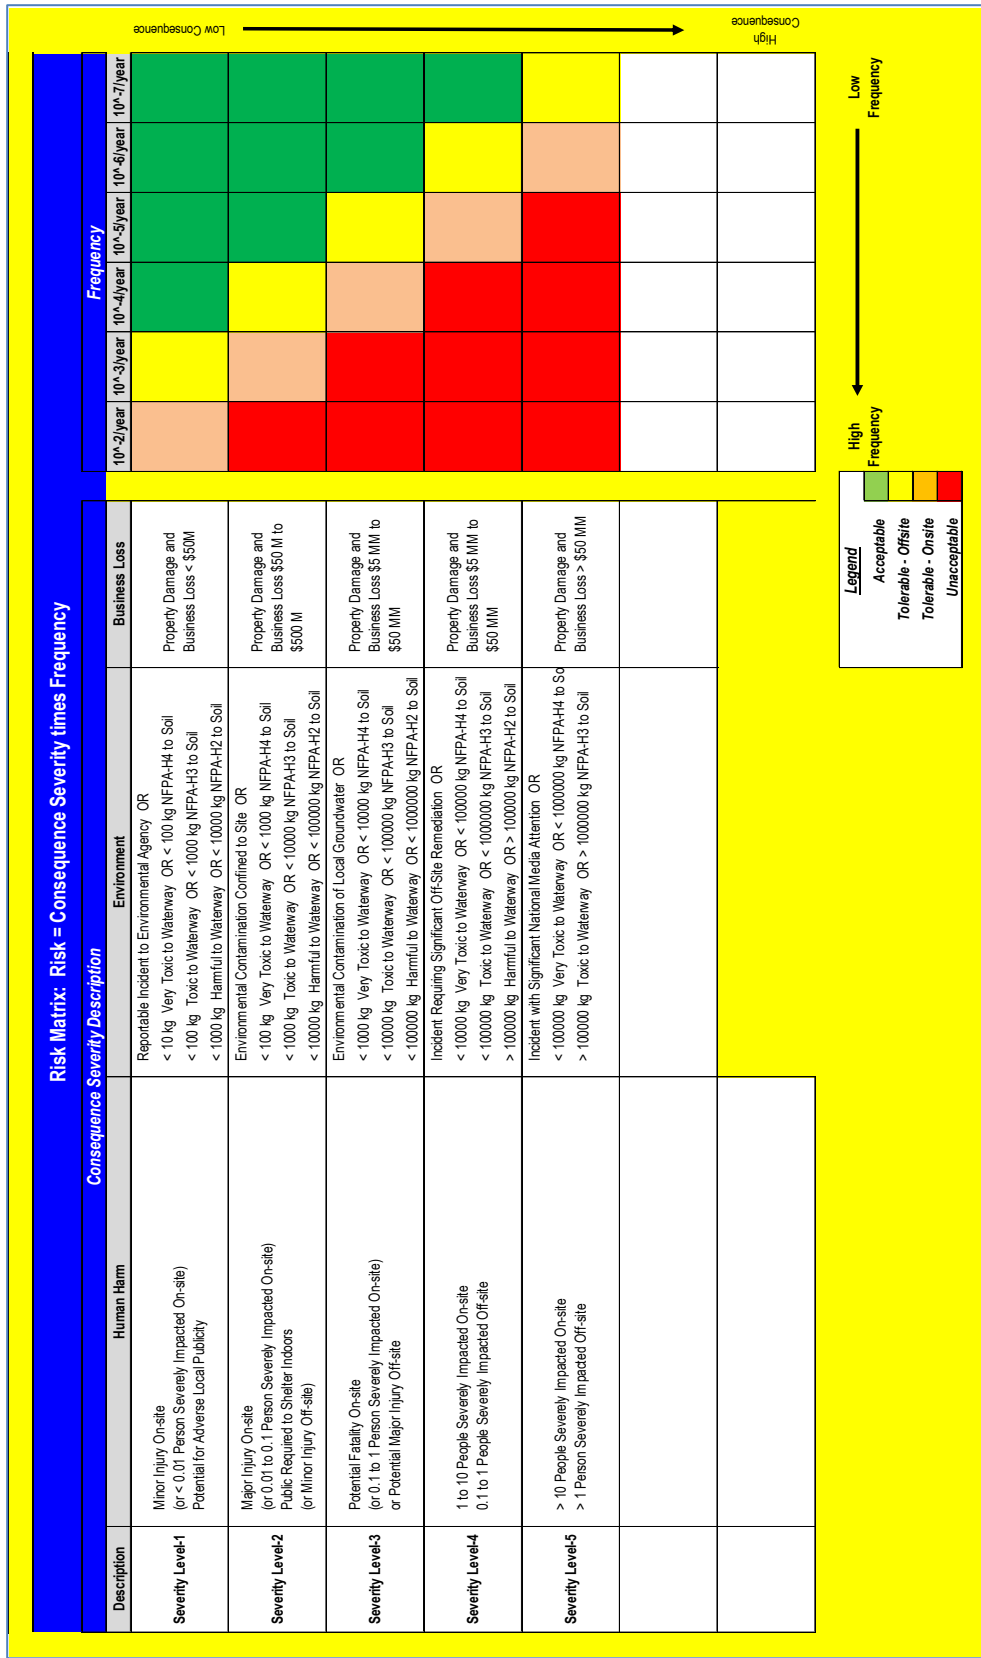 Risk Matrix: Risk = Consequence Severity times Frequency
Consequence Severity Description
Frequency
Description
Human Harm
Environment
Business Loss
10^-2/year
10^-3/year
10^-4/year
10^-5/year
10^-6/year
10^-7/year
Severity Level-1
Minor Injury On-site
(or < 0.01 Person Severely Impacted On-site)
Potential for Adverse Local Publicity
Reportable Incident to Environmental Agency OR
< 10 kg Very Toxic to Waterway OR < 100 kg NFPA-H4 to Soil
< 100 kg Toxic to Waterway OR < 1000 kg NFPA-H3 to Soil
< 1000 kg Harmful to Waterway OR < 10000 kg NFPA-H2 to Soil
Property Damage and
Business Loss < $50M
Severity Level-2
Major Injury On-site
(or 0.01 to 0.1 Person Severely Impacted On-site)
Public Required to Shelter Indoors
(or Minor Injury Off-site)
Environmental Contamination Confined to Site OR
< 100 kg Very Toxic to Waterway OR < 1000 kg NFPA-H4 to Soil
< 1000 kg Toxic to Waterway OR < 10000 kg NFPA-H3 to Soil
< 10000 kg Harmful to Waterway OR < 100000 kg NFPA-H2 to Soil
Property Damage and
Business Loss $50 M to
$500 M
Severity Level-3
Potential Fatality On-site
(or 0.1 to 1 Person Severely Impacted On-site)
or Potential Major Injury Off-site
Environmental Contamination of Local Groundwater OR
< 1000 kg Very Toxic to Waterway OR < 10000 kg NFPA-H4 to Soil
< 10000 kg Toxic to Waterway OR < 100000 kg NFPA-H3 to Soil
< 100000 kg Harmful to Waterway OR < 1000000 kg NFPA-H2 to Soil
Property Damage and
Business Loss $5 MM to
$50 MM
Severity Level-4
1 to 10 People Severely Impacted On-site
0.1 to 1 People Severely Impacted Off-site
Incident Requiring Significant Off-Site Remediation OR
< 10000 kg Very Toxic to Waterway OR < 100000 kg NFPA-H4 to Soil
< 100000 kg Toxic to Waterway OR < 1000000 kg NFPA-H3 to Soil
> 100000 kg Harmful to Waterway OR > 1000000 kg NFPA-H2 to Soil
Property Damage and
Business Loss $5 MM to
$50 MM
Severity Level-5
> 10 People Severely Impacted On-site
> 1 Person Severely Impacted Off-site
Incident with Significant National Media Attention OR
< 100000 kg Very Toxic to Waterway OR < 1000000 kg NFPA-H4 to So
> 100000 kg Toxic to Waterway OR > 1000000 kg NFPA-H3 to Soil
Property Damage and
Business Loss > $50 MM
Low Consequence
High
Consequence
Legend
Acceptable
Tolerable - Offsite
Tolerable - Onsite
Unacceptable
High
Frequency
Low
Frequency